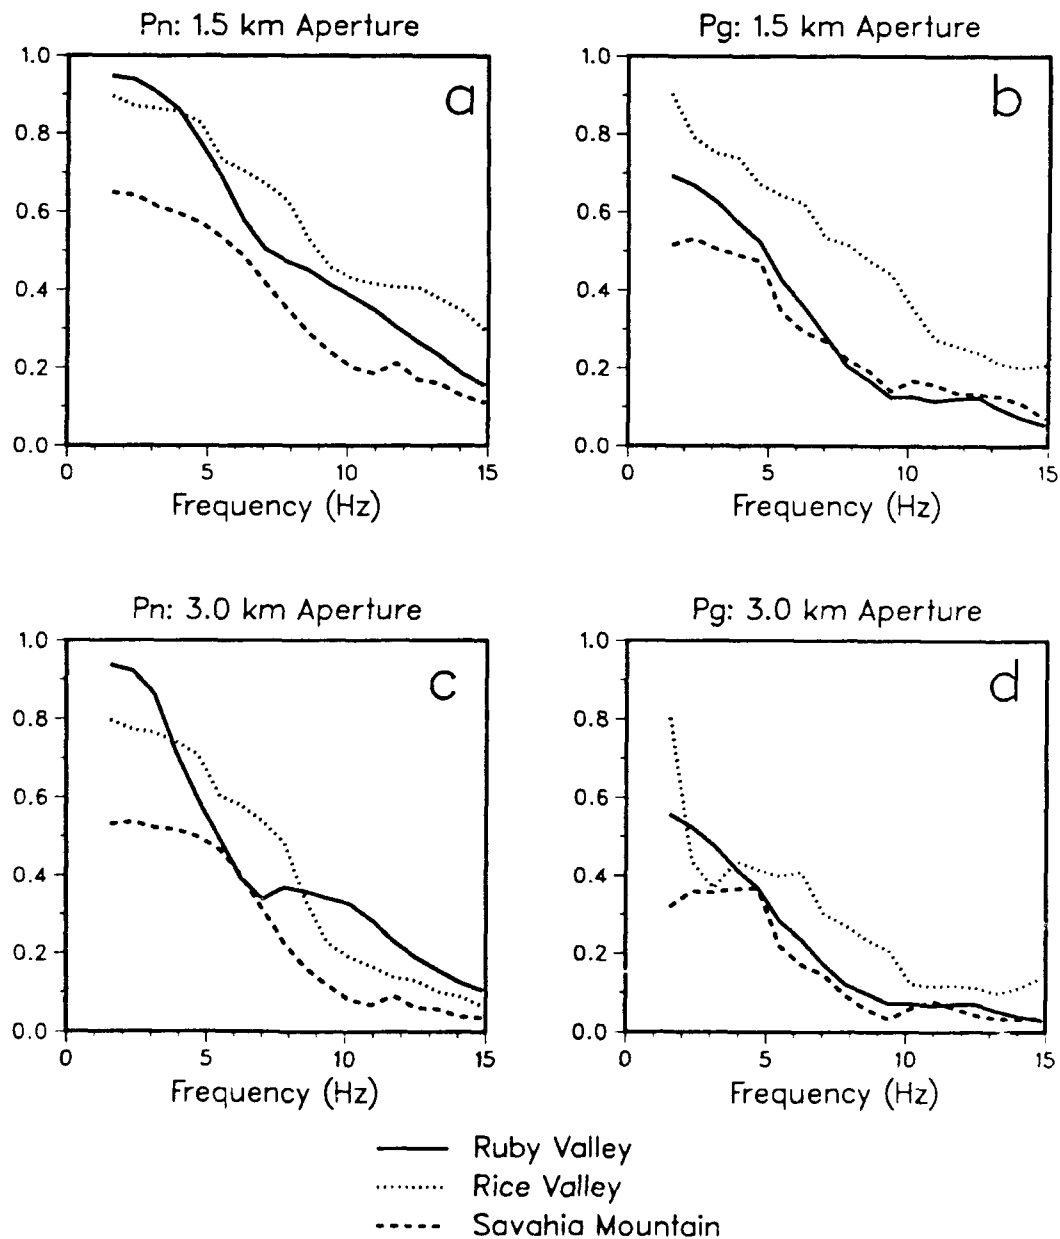 Pn: 1.5 km Aperture
a
1.0
0.8
0.6
0.4
0.2
0.0
0 5 10 15
Frequency (Hz)
Pg: 1.5 km Aperture
b
1.0
0.8
0.6
0.4
0.2
0.0
0 5 10 15
Frequency (Hz)
Pn: 3.0 km Aperture
c
1.0
0.8
0.6
0.4
0.2
0.0
0 5 10 15
Frequency (Hz)
Pg: 3.0 km Aperture
d
1.0
0.8
0.6
0.4
0.2
0.0
0 5 10 15
Frequency (Hz)
Ruby Valley
Rice Valley
Savahia Mountain